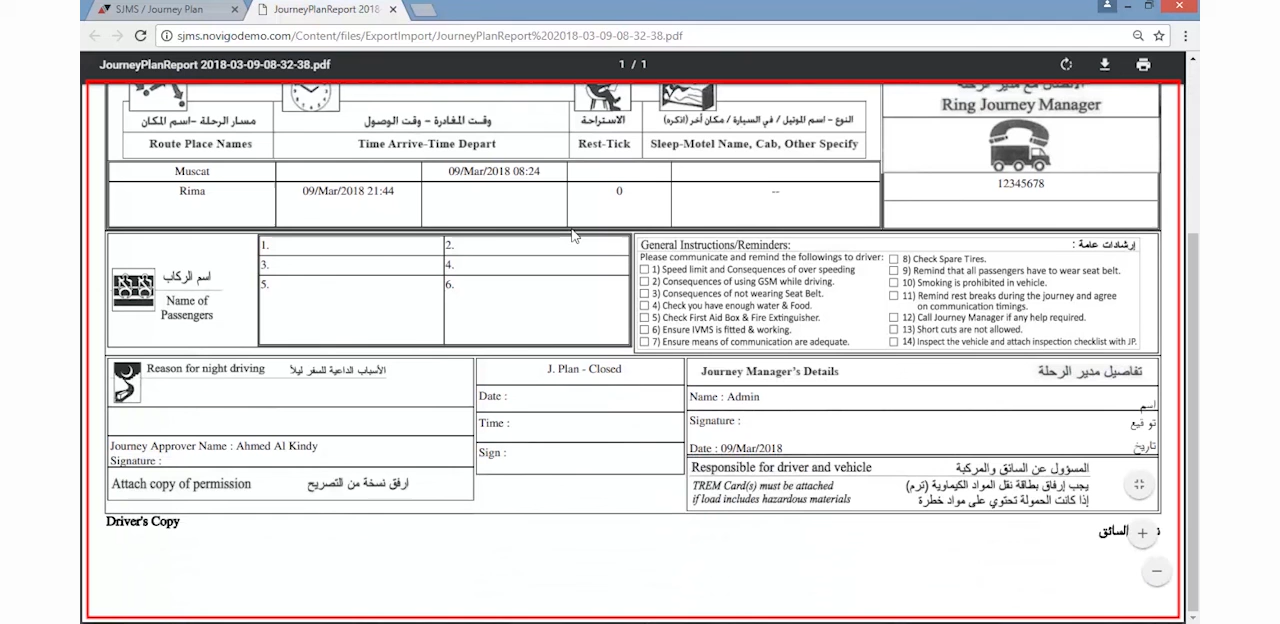 SJMS / Journey Plan
JourneyPlanReport 2018
sjms.novigodemo.com/Content/files/ExportImport/JourneyPlanReport%202018-03-09-08-32-38.pdf
JourneyPlanReport 2018-03-09-08-32-38.pdf
1 / 1
الاتصال مع مدير الرحلة
Ring Journey Manager
مسار الرحلة -اسم المكان
وقت المغادرة - وقت الوصول
الاستراحة
النوع - اسم الموتيل / في السيارة / مكان آخر (اذكره)
Route Place Names
Time Arrive-Time Depart
Rest-Tick
Sleep-Motel Name, Cab, Other Specify
Muscat
09/Mar/2018 08:24
12345678
Rima
09/Mar/2018 21:44
0
--
اسم الركاب
Name of
Passengers
1.
2.
3.
4.
5.
6.
General Instructions/Reminders:
إرشادات عامة :
Please communicate and remind the followings to driver:
1) Speed limit and Consequences of over speeding
2) Consequences of using GSM while driving.
3) Consequences of not wearing Seat Belt.
4) Check you have enough water & Food.
5) Check First Aid Box & Fire Extinguisher.
6) Ensure IVMS is fitted & working.
7) Ensure means of communication are adequate.
8) Check Spare Tires.
9) Remind that all passengers have to wear seat belt.
10) Smoking is prohibited in vehicle.
11) Remind rest breaks during the journey and agree
on communication timings.
12) Call Journey Manager if any help required.
13) Short cuts are not allowed.
14) Inspect the vehicle and attach inspection checklist with JP.
Reason for night driving
الأسباب الداعية للسفر ليلاً
Journey Approver Name : Ahmed Al Kindy
Signature :
Attach copy of permission
ارفق نسخة من التصريح
J. Plan - Closed
Date :
Time :
Sign :
Journey Manager's Details
تفاصيل مدير الرحلة
Name : Admin
اسم
Signature :
توقيع
Date : 09/Mar/2018
تاريخ
Responsible for driver and vehicle
المسؤول عن السائق والمركبة
TREM Card(s) must be attached
يجب إرفاق بطاقة نقل المواد الكيماوية (ترم)
if load includes hazardous materials
إذا كانت الحمولة تحتوي على مواد خطرة
Driver's Copy
السائق